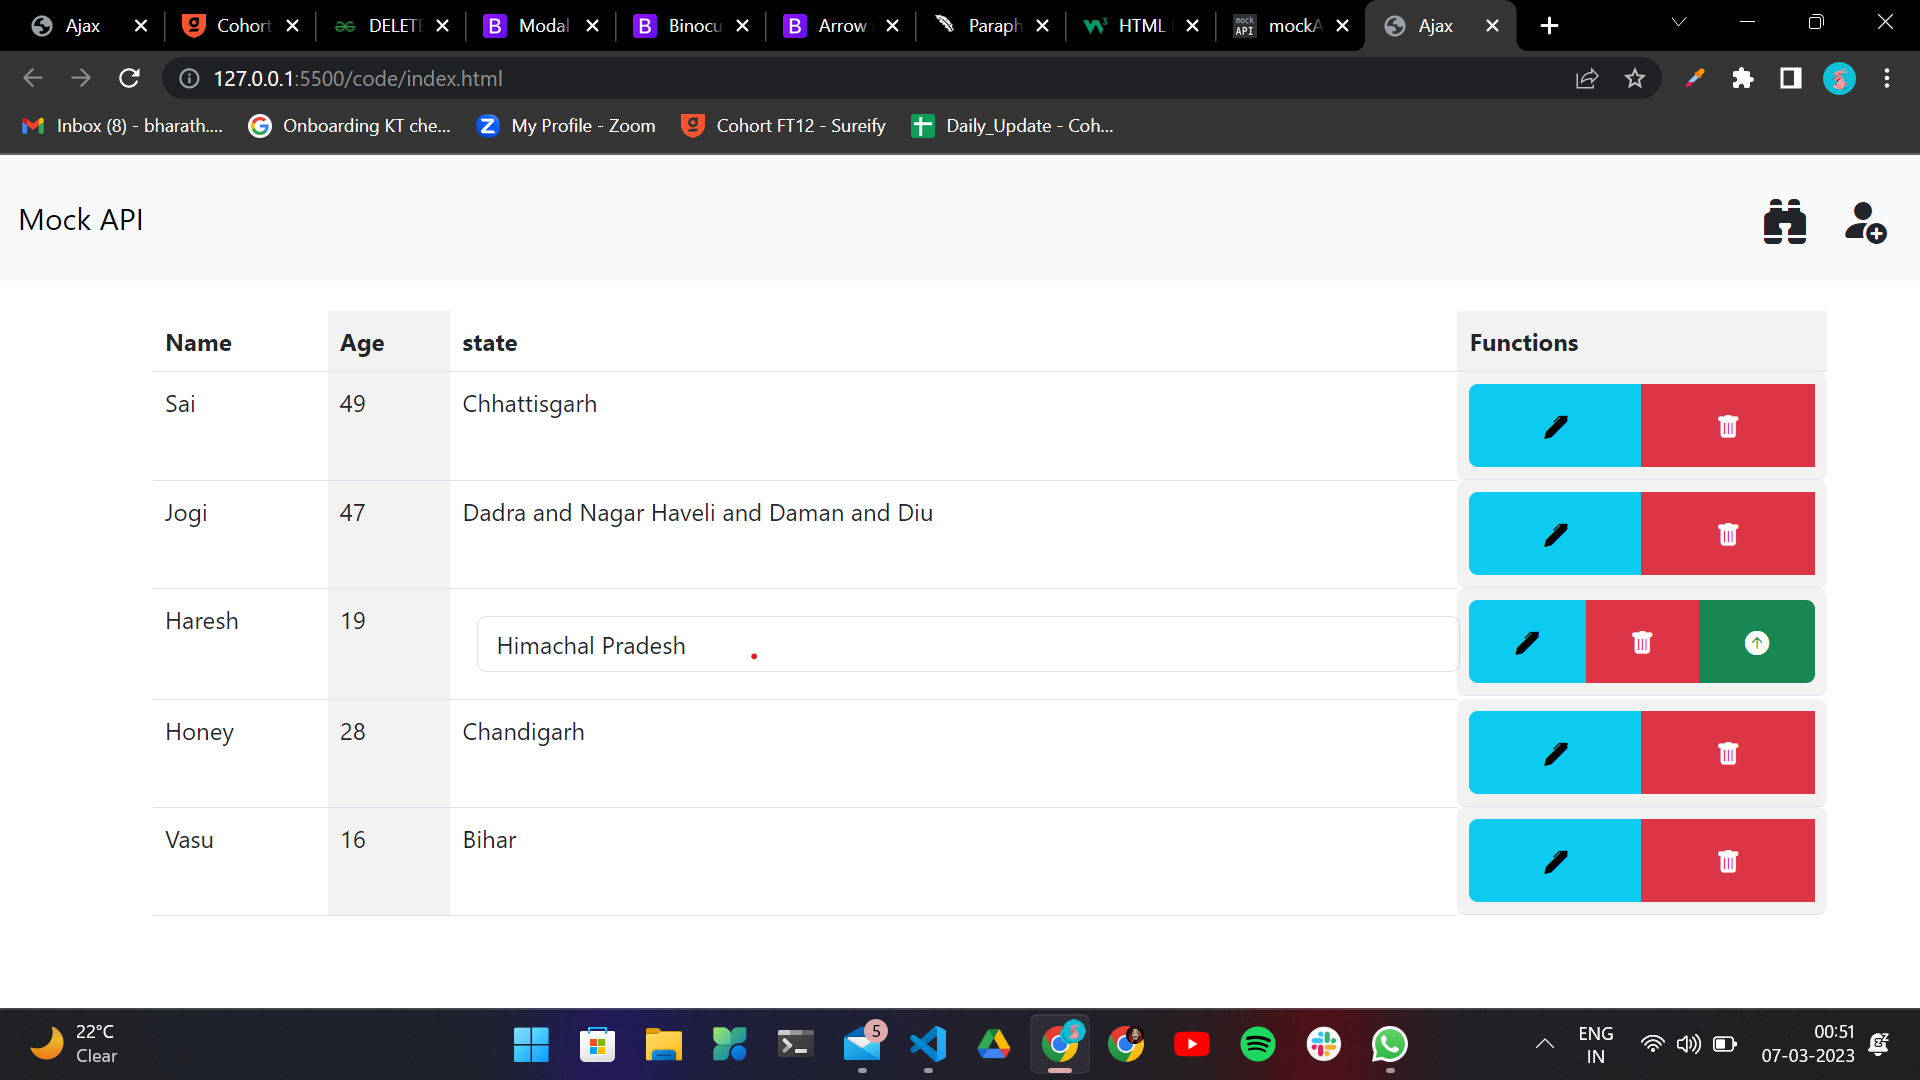 Ajax
Cohort
DELETE
Modal
Binocu
Arrow
Paraph
HTML
mock API mockA
Ajax
127.0.0.1:5500/code/index.html
Inbox (8) - bharath....
Onboarding KT che...
My Profile - Zoom
Cohort FT12 - Sureify
Daily_Update - Coh...
Mock API
Name Age state Functions
Sai 49 Chhattisgarh
Jogi 47 Dadra and Nagar Haveli and Daman and Diu
Haresh 19 Himachal Pradesh
Honey 28 Chandigarh
Vasu 16 Bihar
22°C
Clear
5
ENG
IN
00:51
07-03-2023